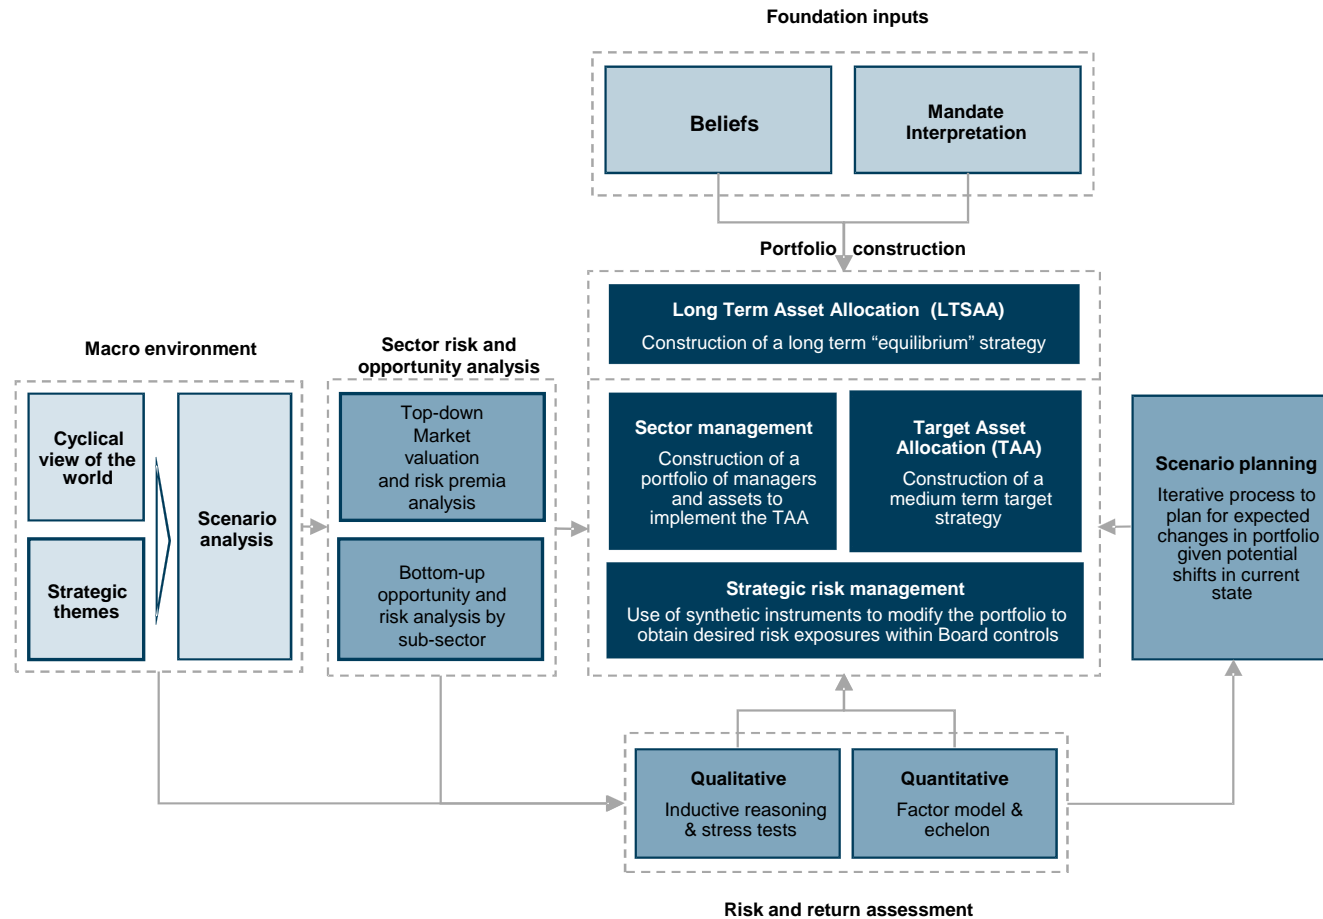 Foundation inputs
Beliefs
Mandate
Interpretation
Portfolio construction
Long Term Asset Allocation (LTSAA)
Construction of a long term “equilibrium” strategy
Macro environment
Cyclical
view of the
world
Strategic
themes
Scenario
analysis
Sector risk and
opportunity analysis
Top-down
Market
valuation
and risk premia
analysis
Bottom-up
opportunity and
risk analysis by
sub-sector
Sector management
Construction of a
portfolio of managers
and assets to
implement the TAA
Target Asset
Allocation (TAA)
Construction of a
medium term target
strategy
Strategic risk management
Use of synthetic instruments to modify the portfolio to
obtain desired risk exposures within Board controls
Scenario planning
Iterative process to
plan for expected
changes in portfolio
given potential
shifts in current
state
Qualitative
Inductive reasoning
& stress tests
Quantitative
Factor model &
echelon
Risk and return assessment